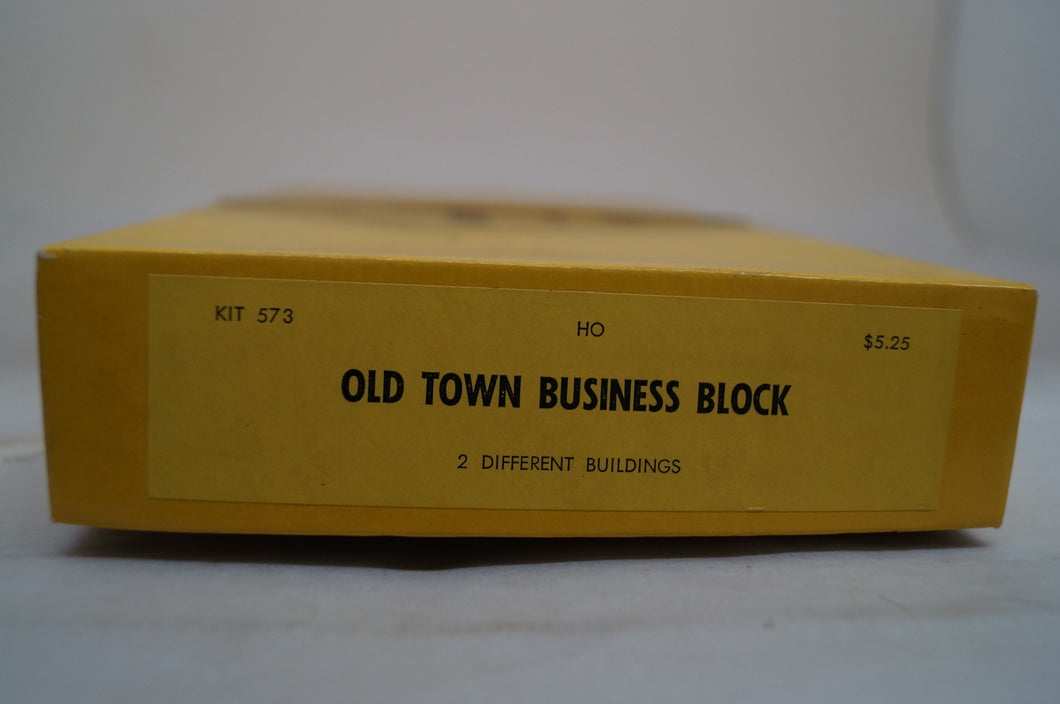 KIT 573
HO
$5.25
OLD TOWN BUSINESS BLOCK
2 DIFFERENT BUILDINGS